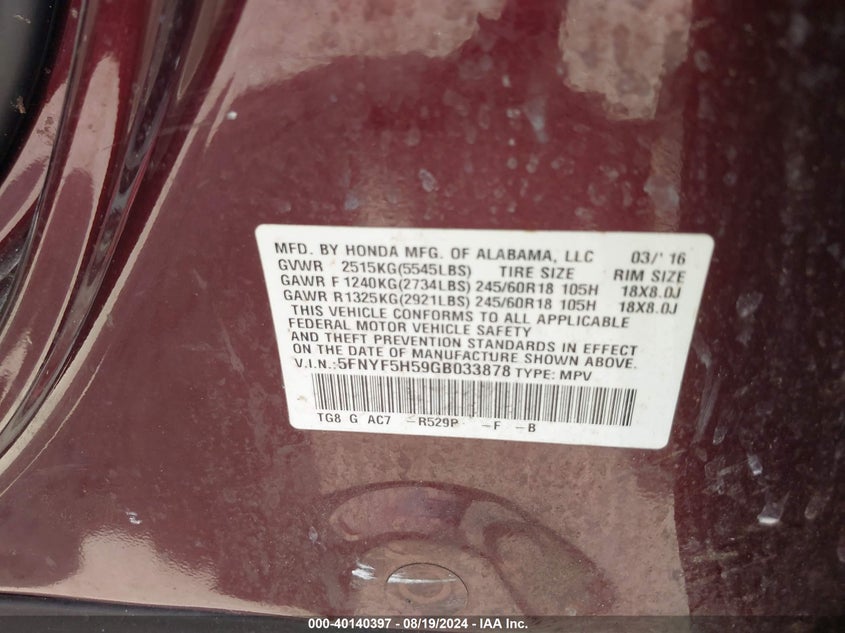 MFD. BY HONDA MFG. OF ALABAMA, LLC 03/'16
GVWR 2515KG(5545LBS) TIRE SIZE RIM SIZE
GAWR F 1240KG(2734LBS) 245/60R18 105H 18X8.0J
GAWR R 1325KG(2921LBS) 245/60R18 105H 18X8.0J
THIS VEHICLE CONFORMS TO ALL APPLICABLE
FEDERAL MOTOR VEHICLE SAFETY
AND THEFT PREVENTION STANDARDS IN EFFECT
ON THE DATE OF MANUFACTURE SHOWN ABOVE.
V.I.N.: 5FNYF5H59GB033878 TYPE: MPV
TG8 G AC7 -R529P -F -B
000-40140397 - 08/19/2024 - IAA Inc.